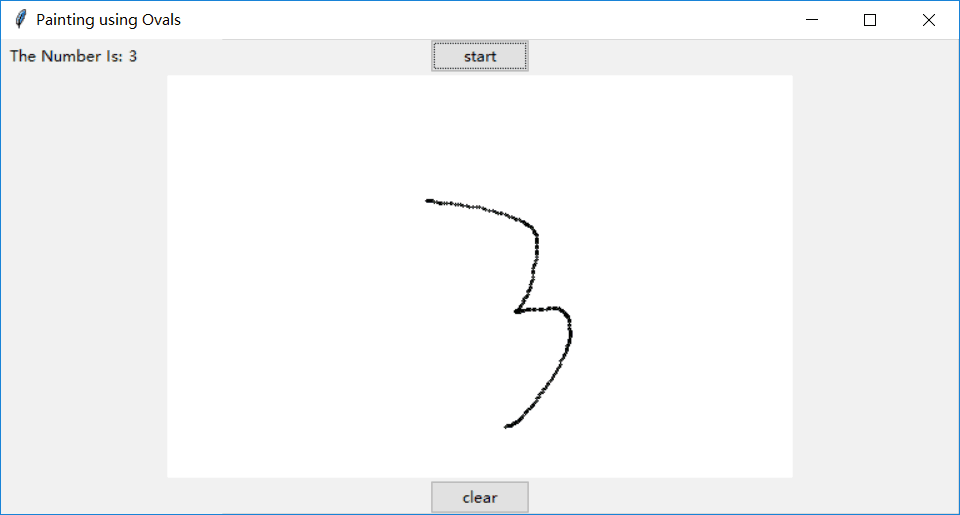 Painting using Ovals
The Number Is: 3
start
3
clear